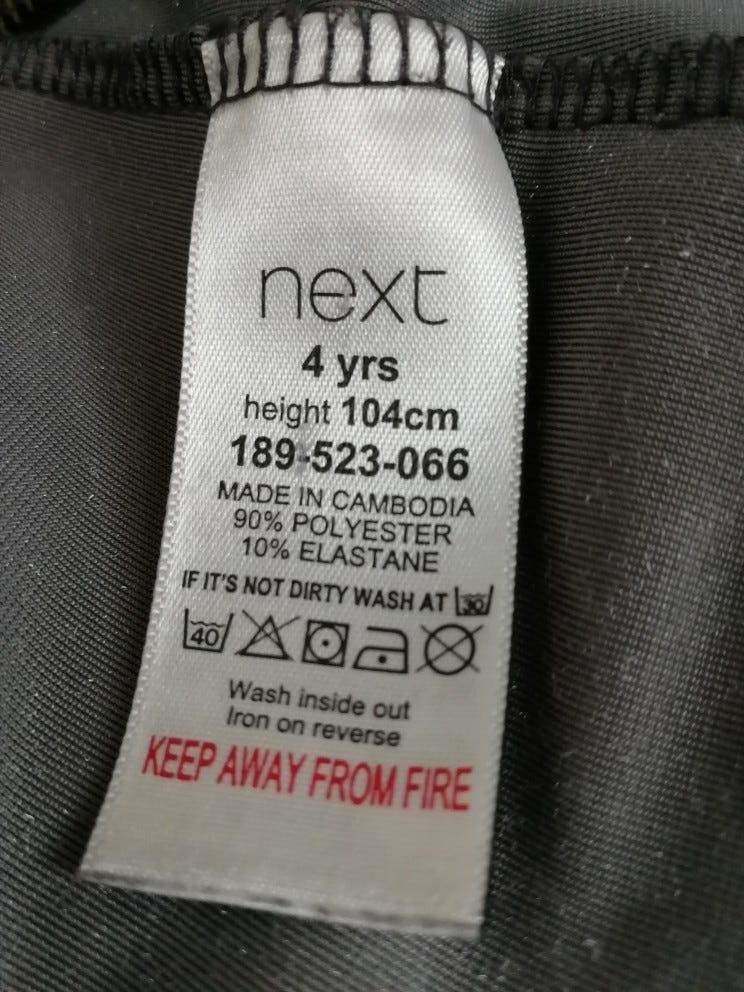 next
4 yrs
height 104cm
189-523-066
MADE IN CAMBODIA
90% POLYESTER
10% ELASTANE
IF IT'S NOT DIRTY WASH AT 30
40
Wash inside out
Iron on reverse
KEEP AWAY FROM FIRE